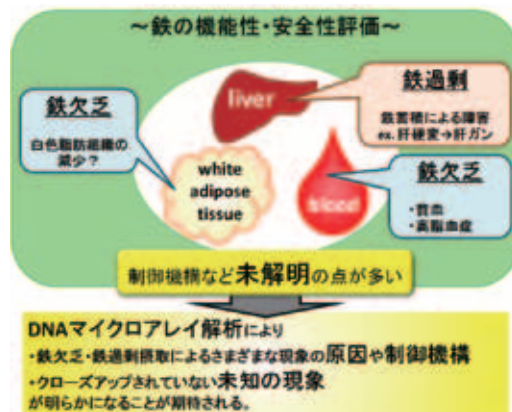 ～鉄の機能性・安全性評価～
liver
鉄過剰
鉄蓄積による障害
ex. 肝硬変→肝ガン
鉄欠乏
白色脂肪組織の
減少？
white
adipose
tissue
blood
鉄欠乏
・貧血
・高脂血症
制御機構など未解明の点が多い
DNAマイクロアレイ解析により
・鉄欠乏・鉄過剰摂取によるさまざまな現象の原因や制御機構
・クローズアップされていない未知の現象
が明らかになることが期待される。